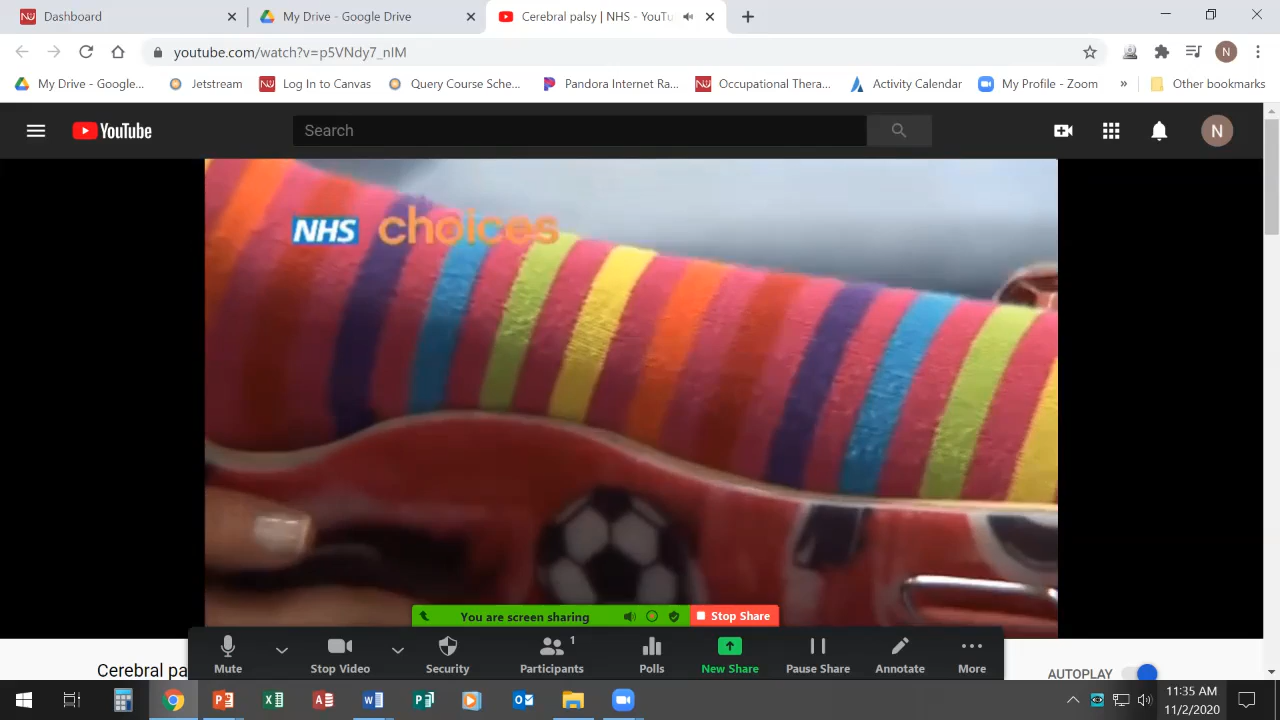 Dashboard
My Drive - Google Drive
Cerebral palsy | NHS - YouTu
youtube.com/watch?v=p5VNdy7_nIM
N
My Drive - Google...
Jetstream
Log In to Canvas
Query Course Sche...
Pandora Internet Ra...
Occupational Thera...
Activity Calendar
My Profile - Zoom
»
Other bookmarks
YouTube
Search
N
NHS choices
You are screen sharing
Stop Share
Mute
Stop Video
Security
Participants
1
Polls
New Share
Pause Share
Annotate
More
Cerebral pa
AUTOPLAY
11:35 AM
11/2/2020